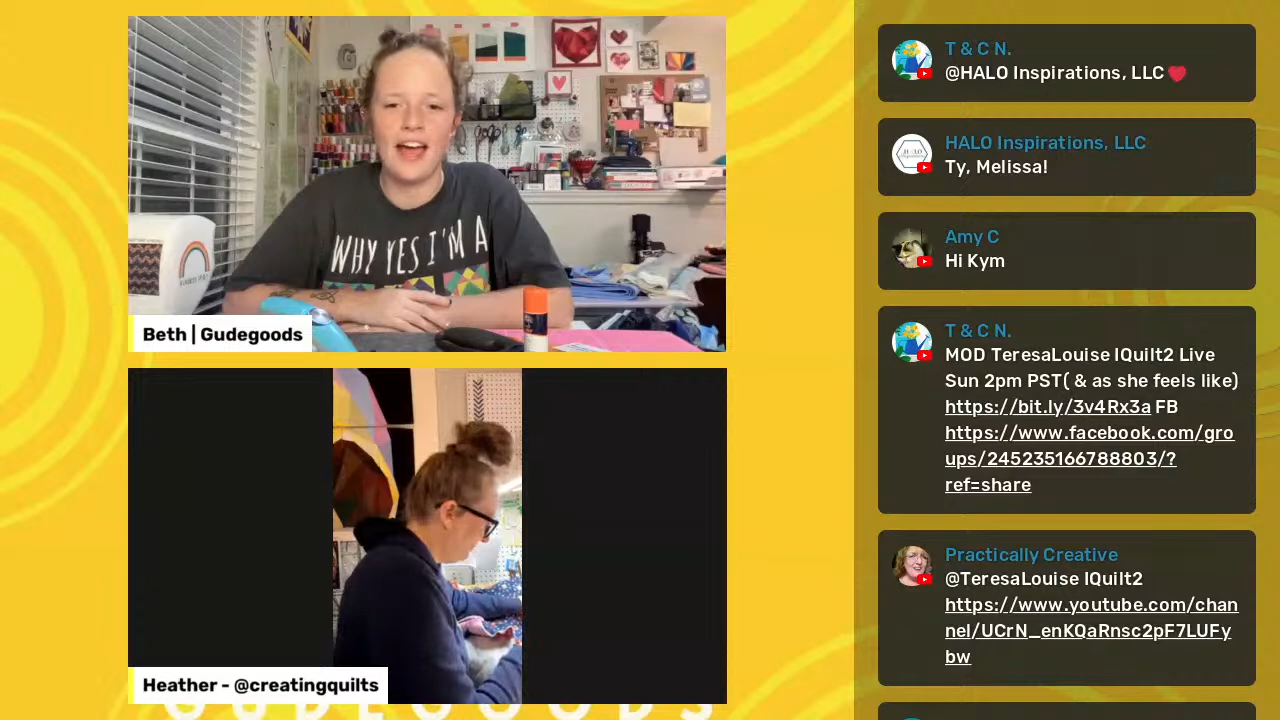 WHY YES I'M A
Beth | Gudegoods
Heather - @creatingquilts
GUDEGOODS
T & C N.
@HALO Inspirations, LLC
HALO Inspirations, LLC
Ty, Melissa!
Amy C
Hi Kym
T & C N.
MOD TeresaLouise IQuilt2 Live
Sun 2pm PST( & as she feels like)
https://bit.ly/3v4Rx3a FB
https://www.facebook.com/gro
ups/245235166788803/?
ref=share
Practically Creative
@TeresaLouise IQuilt2
https://www.youtube.com/chan
nel/UCrN_enKQaRnsc2pF7LUFy
bw